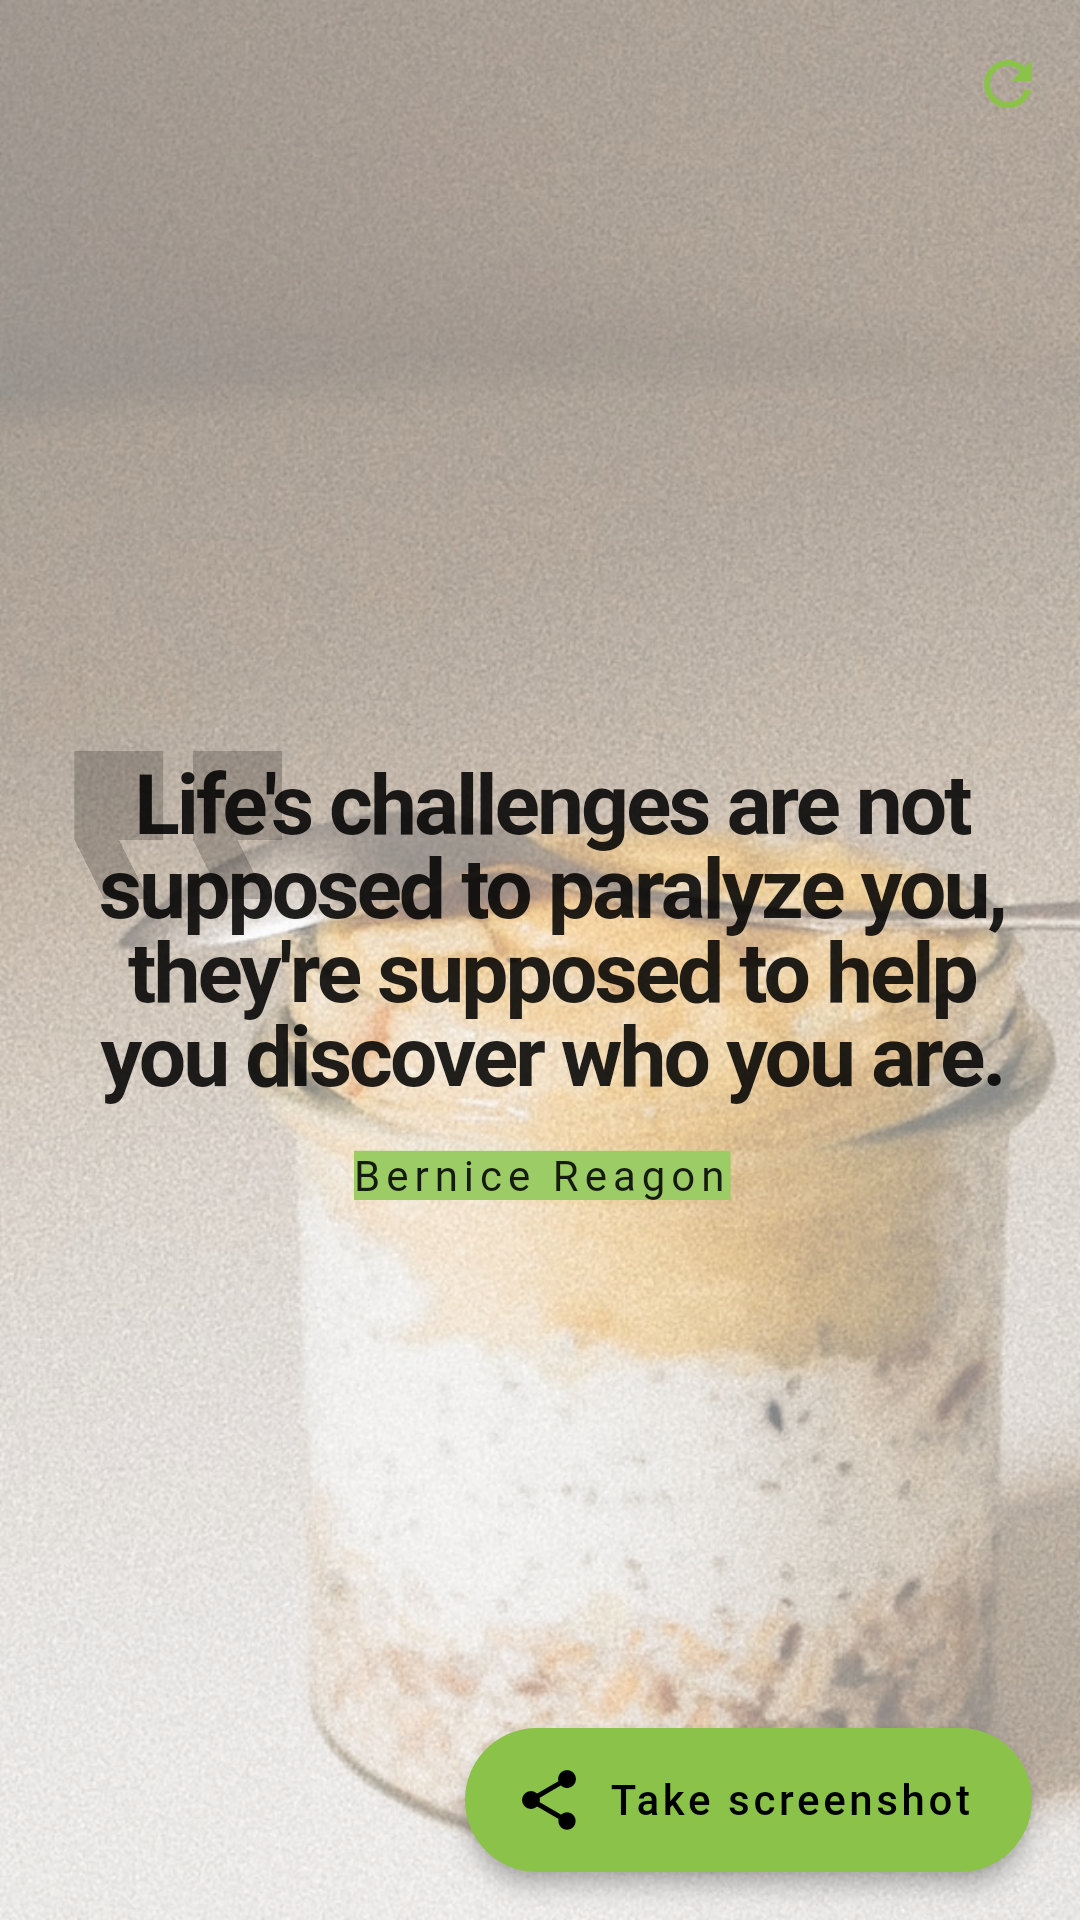 Life's challenges are not
supposed to paralyze you,
they're supposed to help
you discover who you are.
Bernice Reagon
Take screenshot